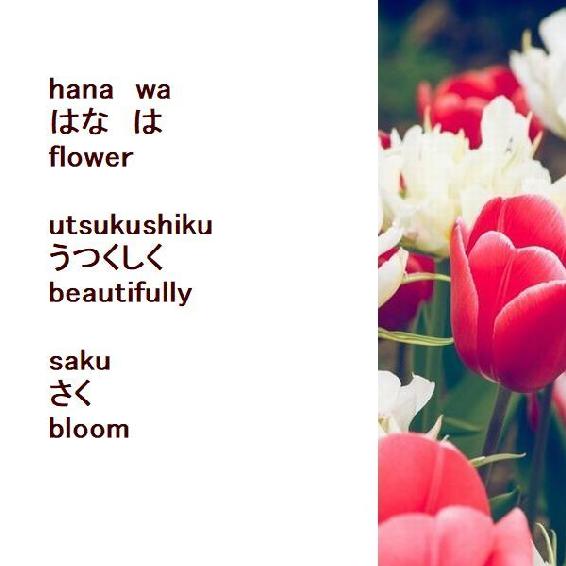 hana wa
はな は
flower
utsukushiku
うつくしく
beautifully
saku
さく
bloom